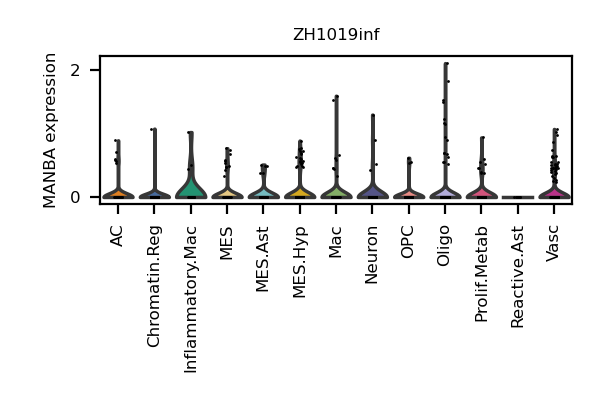 ZH1019inf
MANBA expression
2
0
AC
Chromatin.Reg
Inflammatory.Mac
MES
MES.Ast
MES.Hyp
Mac
Neuron
OPC
Oligo
Prolif.Metab
Reactive.Ast
Vasc